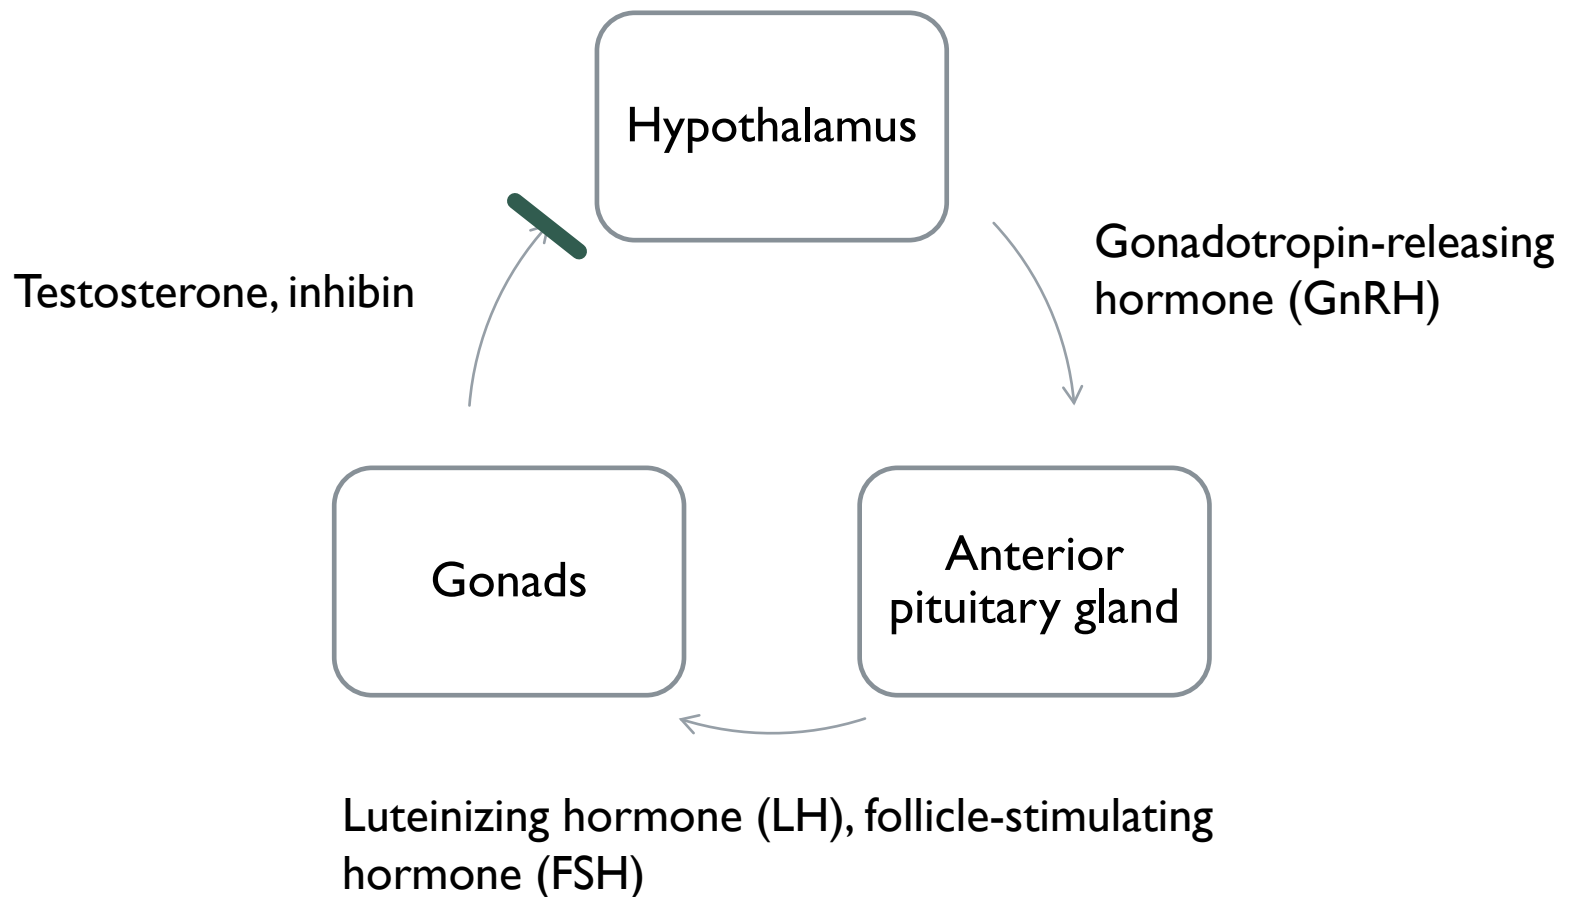 Hypothalamus
Gonadotropin-releasing
hormone (GnRH)
Testosterone, inhibin
Gonads
Anterior
pituitary gland
Luteinizing hormone (LH), follicle-stimulating
hormone (FSH)